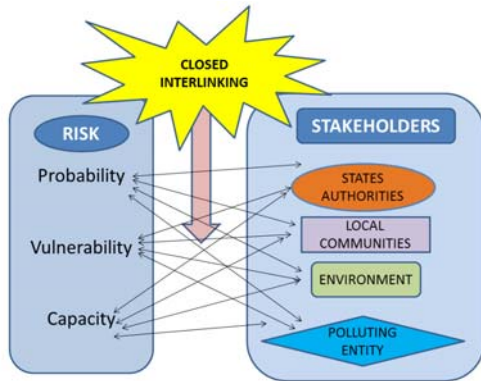 CLOSED
INTERLINKING
RISK
Probability
Vulnerability
Capacity
STAKEHOLDERS
STATES
AUTHORITIES
LOCAL
COMMUNITIES
ENVIRONMENT
POLLUTING
ENTITY